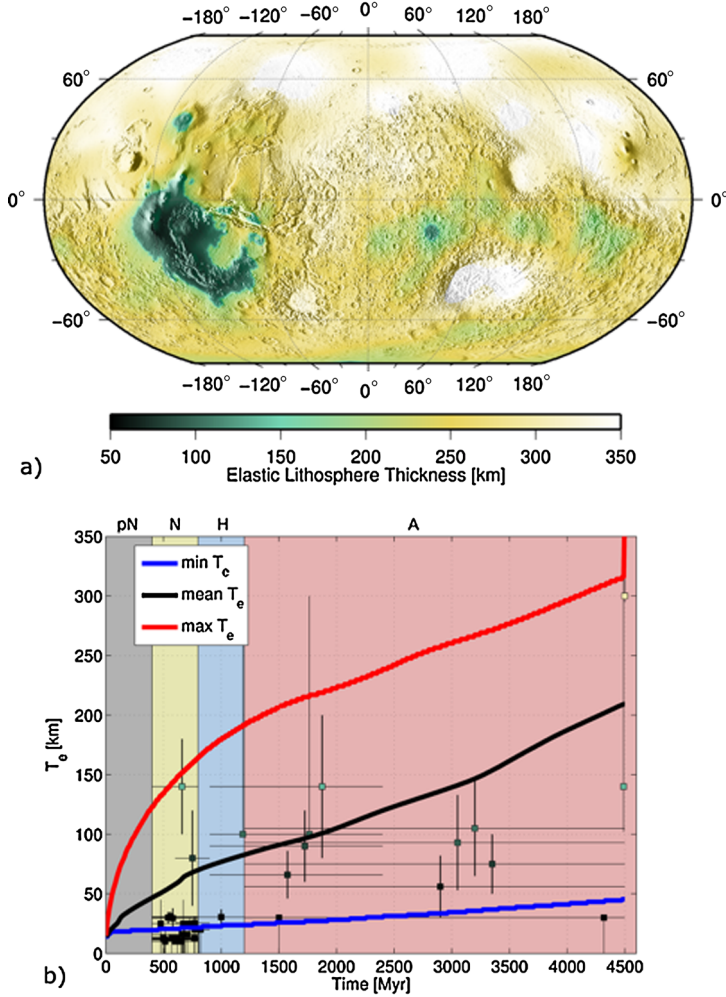 a)
−180° −120° −60° 0° 60° 120° 180°
60° 60°
0° 0°
−60° −60°
−180° −120° −60° 0° 60° 120° 180°
50 100 150 200 250 300 350
Elastic Lithosphere Thickness [km]
a)
pN N H A
350
min Te
300
mean Te
max Te
250
200
Te [km]
150
100
50
0
0 500 1000 1500 2000 2500 3000 3500 4000 4500
Time [Myr]
b)